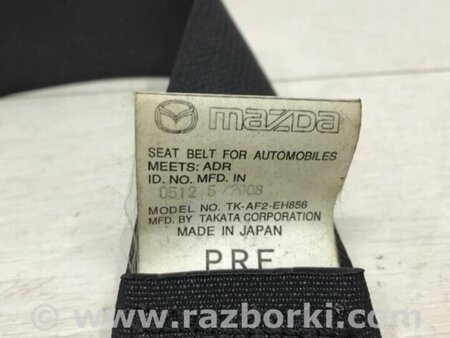 mazda
SEAT BELT FOR AUTOMOBILES
MEETS: ADR
ID. NO. MFD. IN
0512 5/2008
MODEL NO. TK-AF2-EH856
MFD. BY TAKATA CORPORATION
MADE IN JAPAN
PRE
www.razborki.com